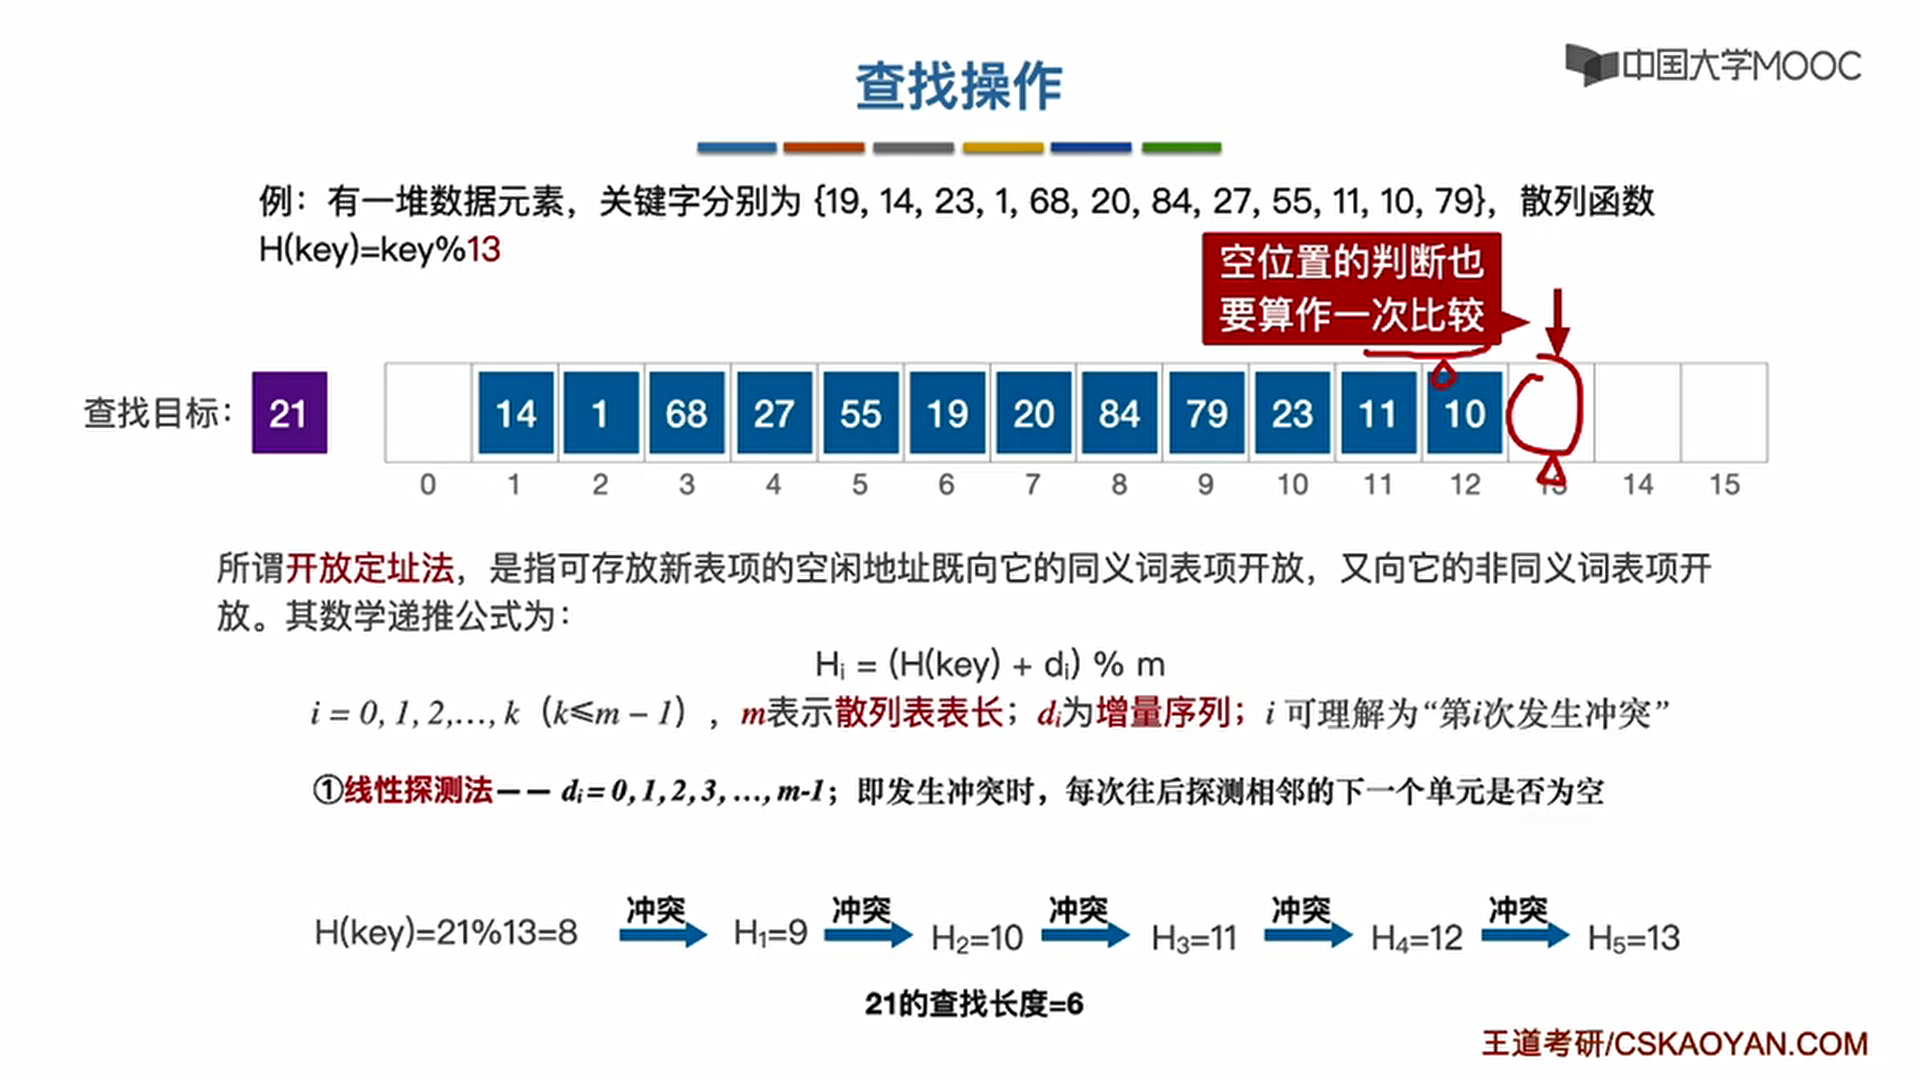 中国大学MOOC
查找操作
例：有一堆数据元素，关键字分别为 {19, 14, 23, 1, 68, 20, 84, 27, 55, 11, 10, 79}，散列函数
H(key)=key%13
空位置的判断也
要算作一次比较
查找目标： 21 14 1 68 27 55 19 20 84 79 23 11 10
0 1 2 3 4 5 6 7 8 9 10 11 12 13 14 15
所谓开放定址法，是指可存放新表项的空闲地址既向它的同义词表项开放，又向它的非同义词表项开
放。其数学递推公式为：
Hᵢ = (H(key) + dᵢ) % m
i = 0, 1, 2,…, k（k≤m – 1），m表示散列表表长；dᵢ为增量序列；i 可理解为“第i次发生冲突”
①线性探测法—— dᵢ = 0, 1, 2, 3, …, m-1；即发生冲突时，每次往后探测相邻的下一个单元是否为空
冲突 冲突 冲突 冲突 冲突
H(key)=21%13=8 H₁=9 H₂=10 H₃=11 H₄=12 H₅=13
21的查找长度=6
王道考研/CSKAOYAN.COM